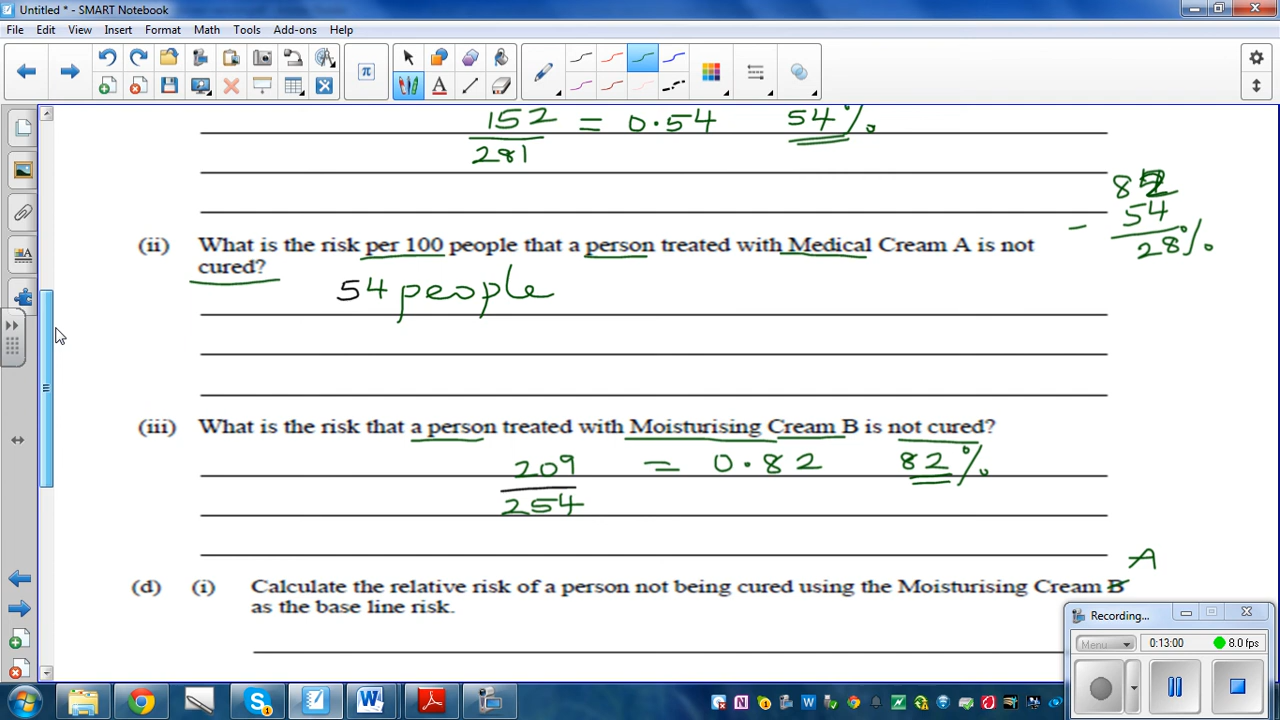 Untitled * - SMART Notebook
File Edit View Insert Format Math Tools Add-ons Help
π
A
152
281
= 0.54 54%
82
- 54
28%
(ii) What is the risk per 100 people that a person treated with Medical Cream A is not
cured?
54 people
(iii) What is the risk that a person treated with Moisturising Cream B is not cured?
209
254
= 0.82 82%
A
(d) (i) Calculate the relative risk of a person not being cured using the Moisturising Cream B
as the base line risk.
Recording...
Menu 0:13:00 8.0 fps